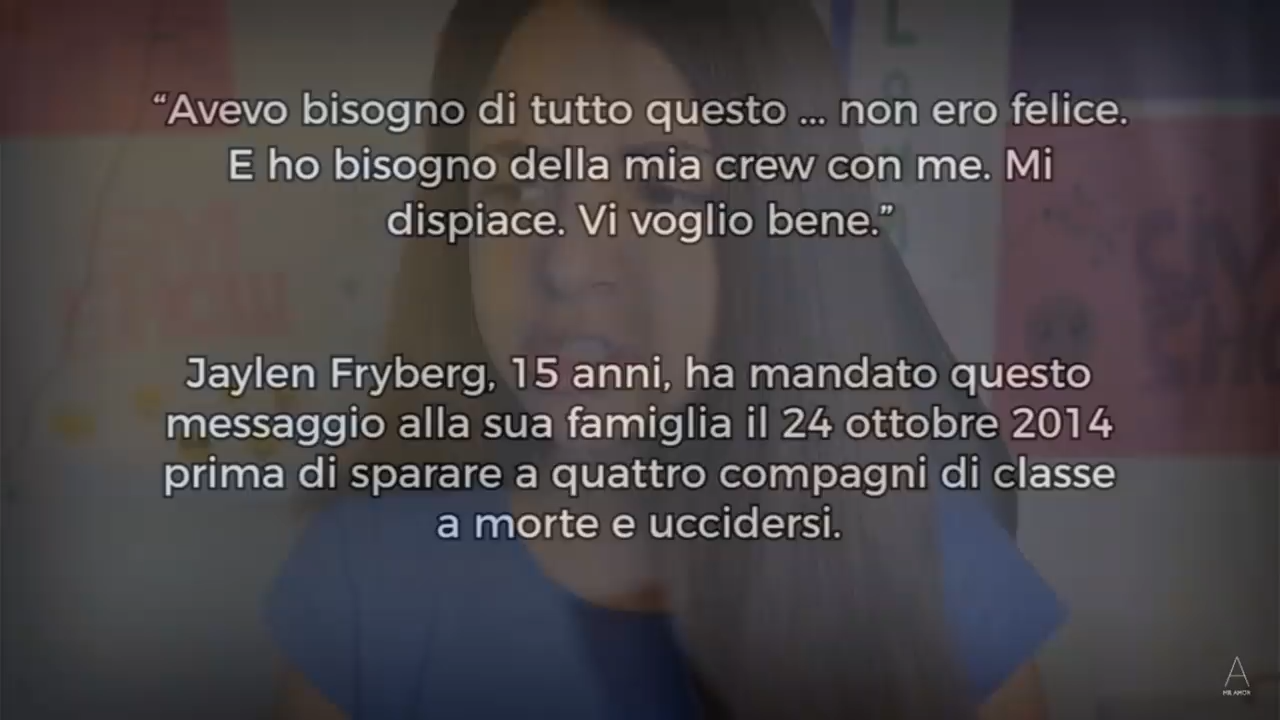 “Avevo bisogno di tutto questo ... non ero felice.
E ho bisogno della mia crew con me. Mi
dispiace. Vi voglio bene.”
Jaylen Fryberg, 15 anni, ha mandato questo
messaggio alla sua famiglia il 24 ottobre 2014
prima di sparare a quattro compagni di classe
a morte e uccidersi.
A
MR. AMOR